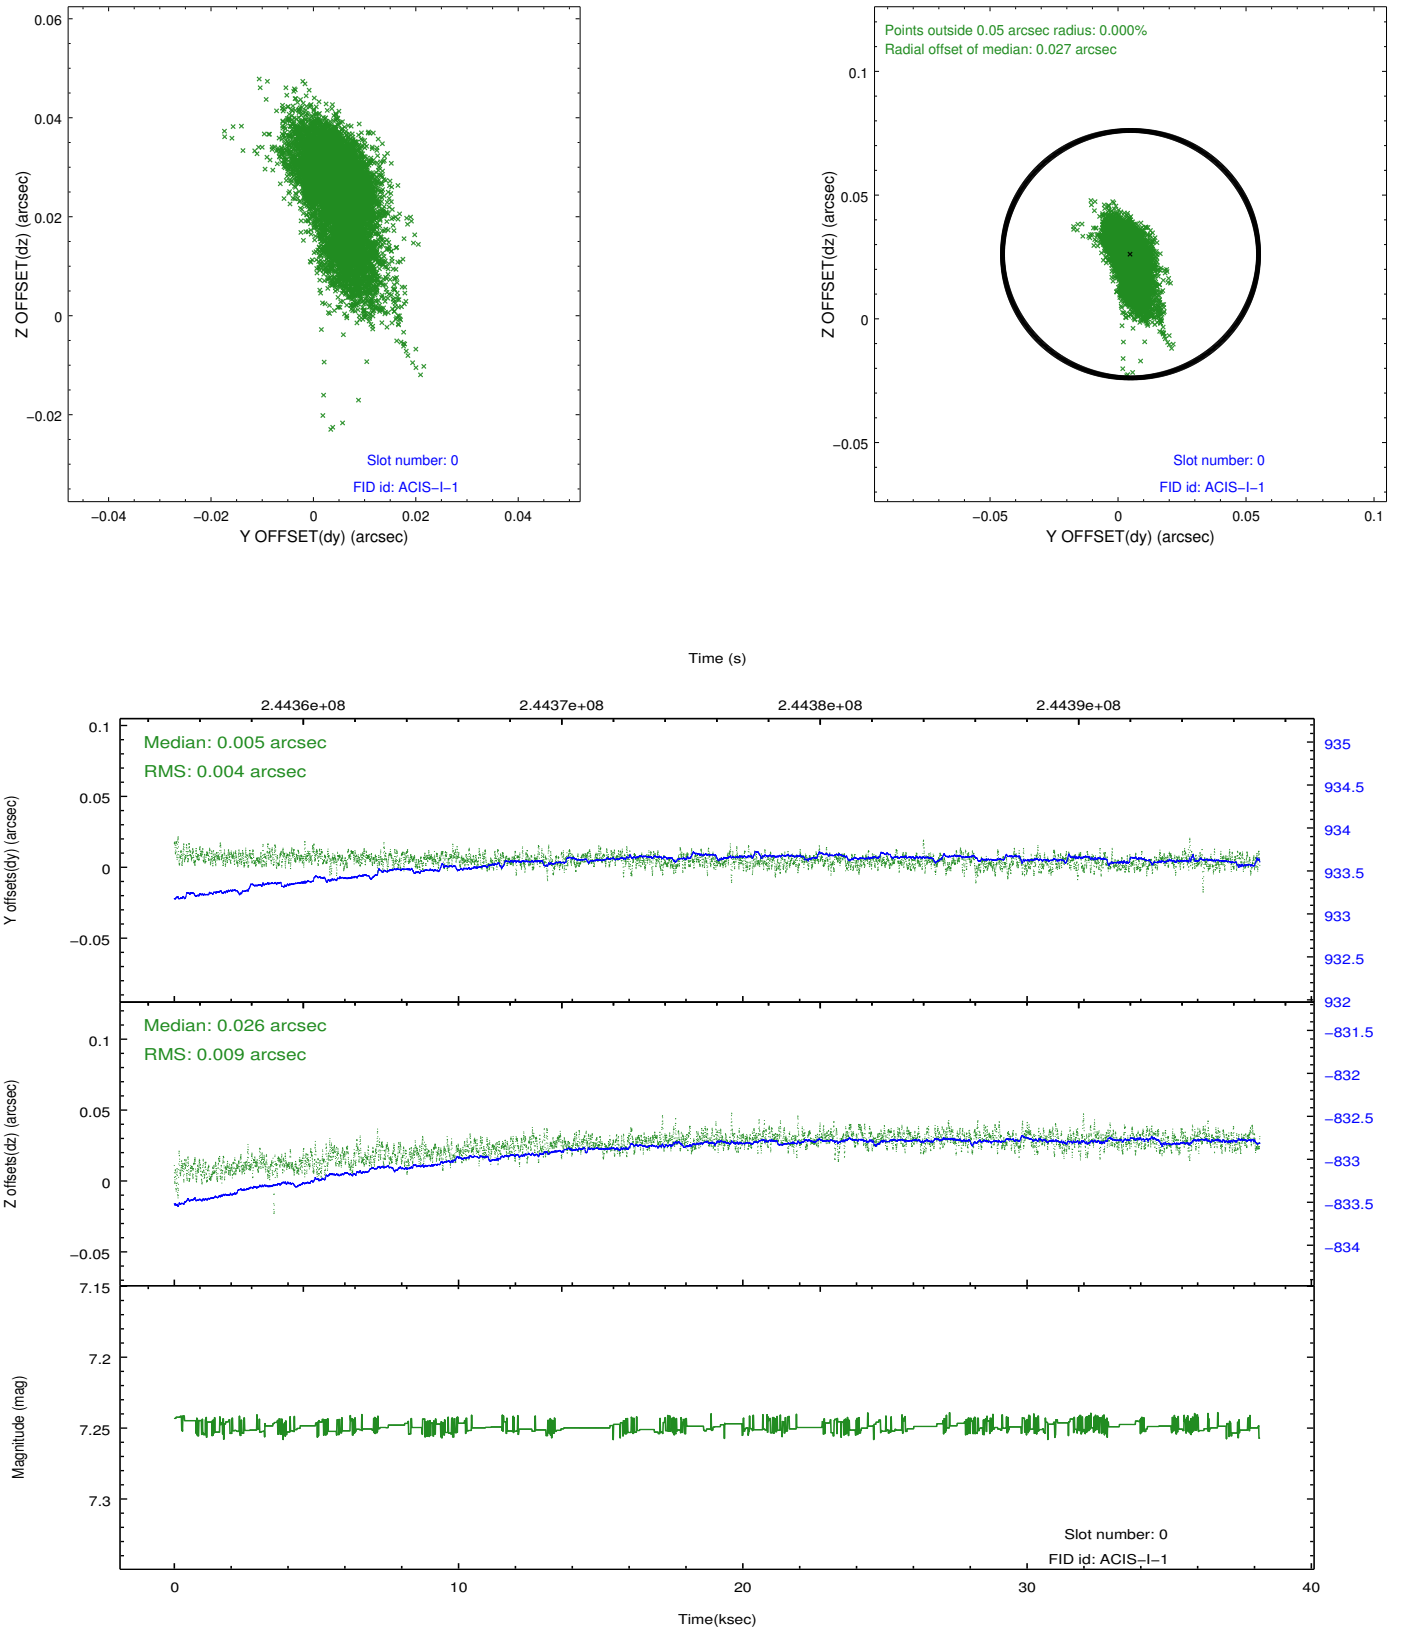 0.06
0.04
0.02
0
−0.02
Z OFFSET(dz) (arcsec)
Slot number: 0
FID id: ACIS−I−1
−0.04
−0.02
0
0.02
0.04
Y OFFSET(dy) (arcsec)
Points outside 0.05 arcsec radius: 0.000%
Radial offset of median: 0.027 arcsec
0.1
0.05
0
−0.05
Z OFFSET(dz) (arcsec)
Slot number: 0
FID id: ACIS−I−1
−0.05
0
0.05
0.1
Y OFFSET(dy) (arcsec)
Time (s)
2.4436e+08
2.4437e+08
2.4438e+08
2.4439e+08
Median: 0.005 arcsec
RMS: 0.004 arcsec
0.1
0.05
0
−0.05
Y offsets(dy) (arcsec)
935
934.5
934
933.5
933
932.5
932
Median: 0.026 arcsec
RMS: 0.009 arcsec
0.1
0.05
0
−0.05
Z offsets(dz) (arcsec)
−831.5
−832
−832.5
−833
−833.5
−834
7.15
7.2
7.25
7.3
Magnitude (mag)
Slot number: 0
FID id: ACIS−I−1
0
10
20
30
40
Time(ksec)